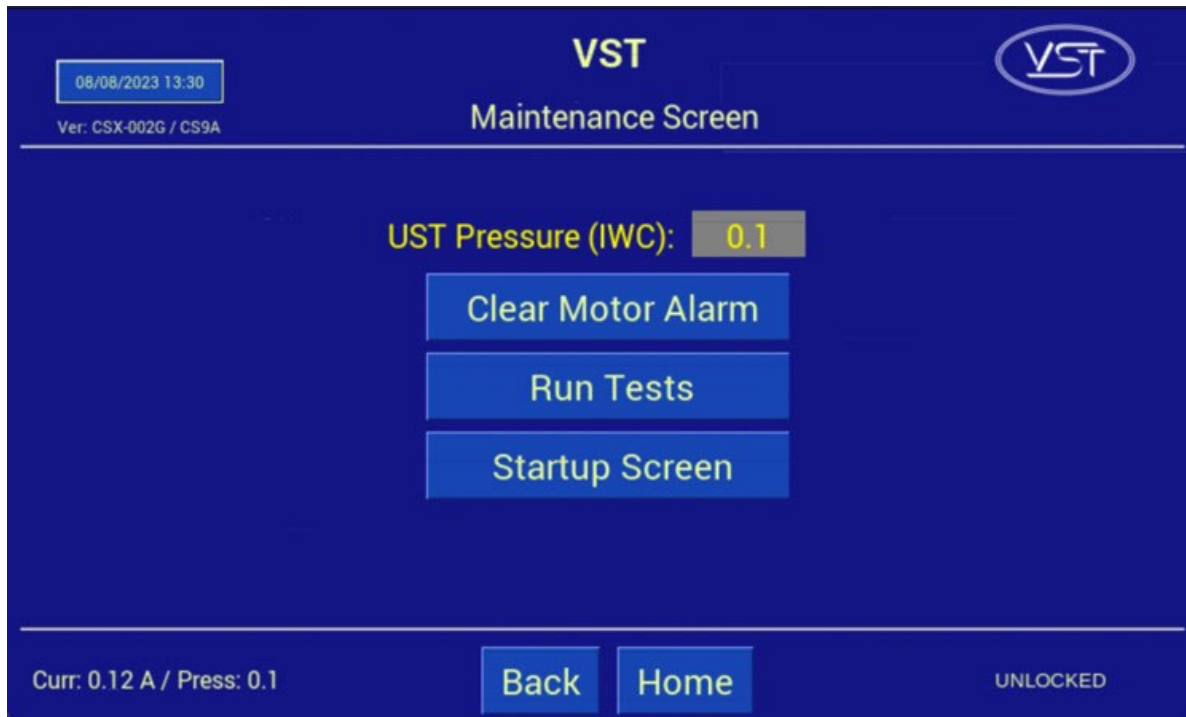 VST
VST
08/08/2023 13:30
Maintenance Screen
Ver: CSX-002G / CS9A
UST Pressure (IWC): 0.1
Clear Motor Alarm
Run Tests
Startup Screen
Curr: 0.12 A / Press: 0.1
Back
Home
UNLOCKED